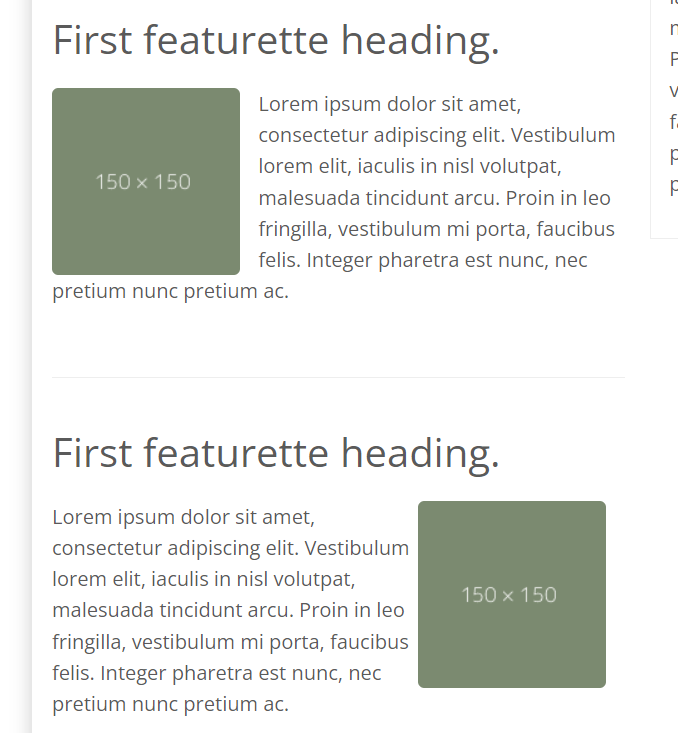 First featurette heading.
150 × 150
Lorem ipsum dolor sit amet,
consectetur adipiscing elit. Vestibulum
lorem elit, iaculis in nisl volutpat,
malesuada tincidunt arcu. Proin in leo
fringilla, vestibulum mi porta, faucibus
felis. Integer pharetra est nunc, nec
pretium nunc pretium ac.
First featurette heading.
Lorem ipsum dolor sit amet,
consectetur adipiscing elit. Vestibulum
lorem elit, iaculis in nisl volutpat,
malesuada tincidunt arcu. Proin in leo
fringilla, vestibulum mi porta, faucibus
felis. Integer pharetra est nunc, nec
pretium nunc pretium ac.
150 × 150